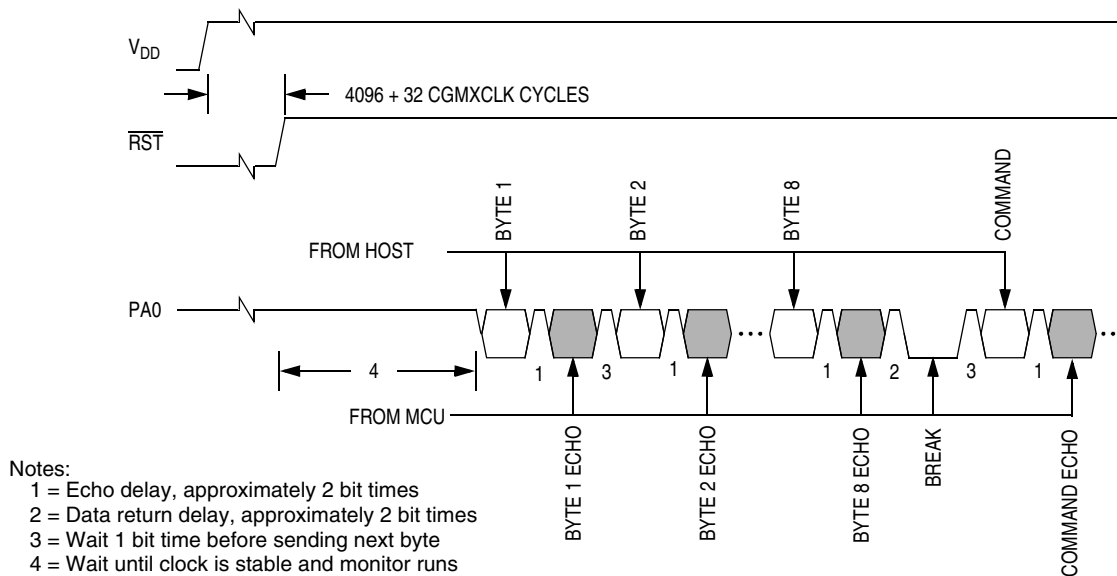 VDD
4096 + 32 CGMXCLK CYCLES
RST
FROM HOST
BYTE 1
BYTE 2
BYTE 8
COMMAND
PA0
4
1
3
1
1
2
3
1
FROM MCU
BYTE 1 ECHO
BYTE 2 ECHO
BYTE 8 ECHO
BREAK
COMMAND ECHO
Notes:
1 = Echo delay, approximately 2 bit times
2 = Data return delay, approximately 2 bit times
3 = Wait 1 bit time before sending next byte
4 = Wait until clock is stable and monitor runs